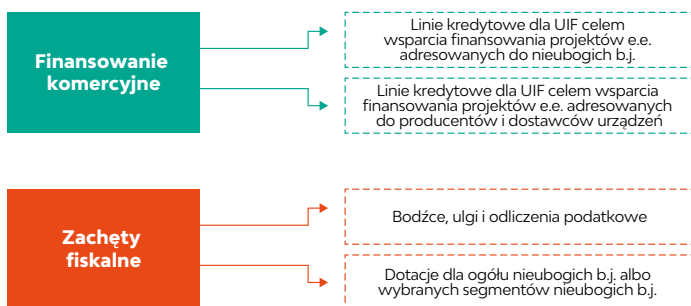 Finansowanie
komercyjne
Linie kredytowe dla UIF celem
wsparcia finansowania projektów e.e.
adresowanych do nieubogich b.j.
Linie kredytowe dla UIF celem wsparcia
finansowania projektów e.e. adresowanych
do producentów i dostawców urządzeń
Zachęty
fiskalne
Bodźce, ulgi i odliczenia podatkowe
Dotacje dla ogółu nieubogich b.j. albo
wybranych segmentów nieubogich b.j.